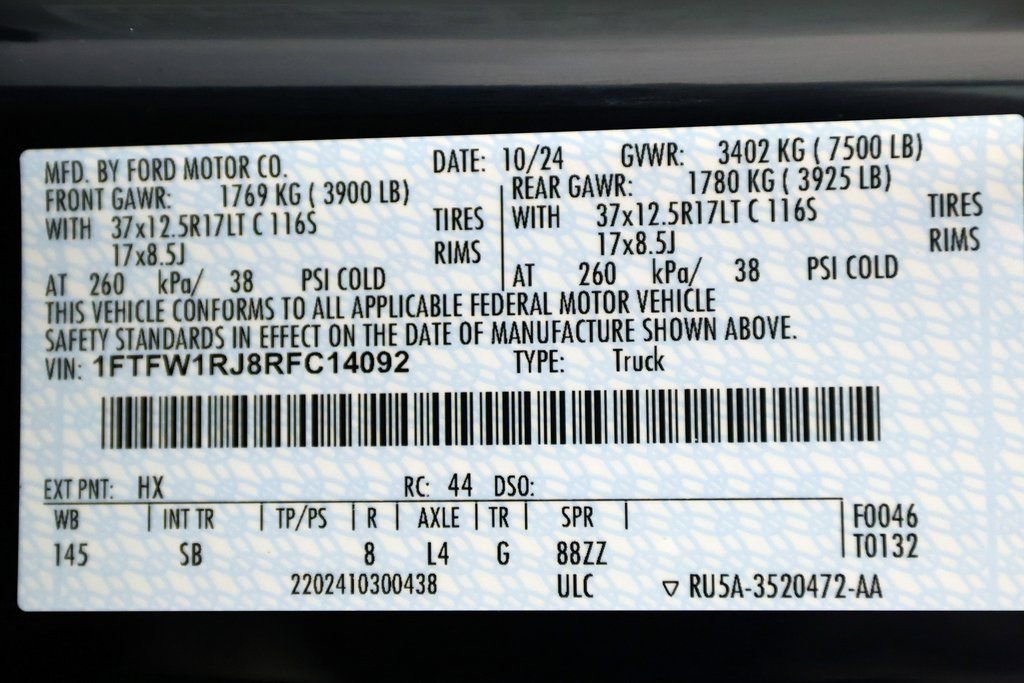 MFD. BY FORD MOTOR CO. DATE: 10/24 GVWR: 3402 KG ( 7500 LB)
FRONT GAWR: 1769 KG ( 3900 LB) REAR GAWR: 1780 KG ( 3925 LB)
WITH 37x12.5R17LT C 116S TIRES WITH 37x12.5R17LT C 116S TIRES
17x8.5J RIMS 17x8.5J RIMS
AT 260 kPa/ 38 PSI COLD AT 260 kPa/ 38 PSI COLD
THIS VEHICLE CONFORMS TO ALL APPLICABLE FEDERAL MOTOR VEHICLE
SAFETY STANDARDS IN EFFECT ON THE DATE OF MANUFACTURE SHOWN ABOVE.
VIN: 1FTFW1RJ8RFC14092 TYPE: Truck
EXT PNT: HX RC: 44 DSO:
WB INT TR TP/PS R AXLE TR SPR F0046
145 SB 8 L4 G 88ZZ T0132
2202410300438 ULC ▽ RU5A-3520472-AA